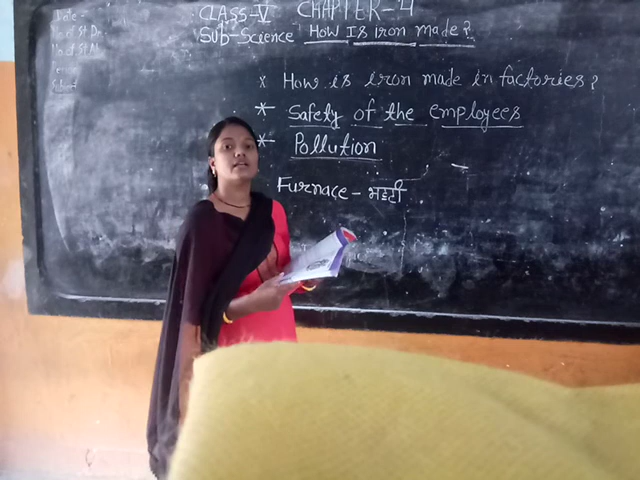 Date -
CLASS-V CHAPTER-4
Sub-Science HOW IS iron made?
x How is iron made in factories?
* Safety of the employees
* Pollution
Furnace - भट्टी